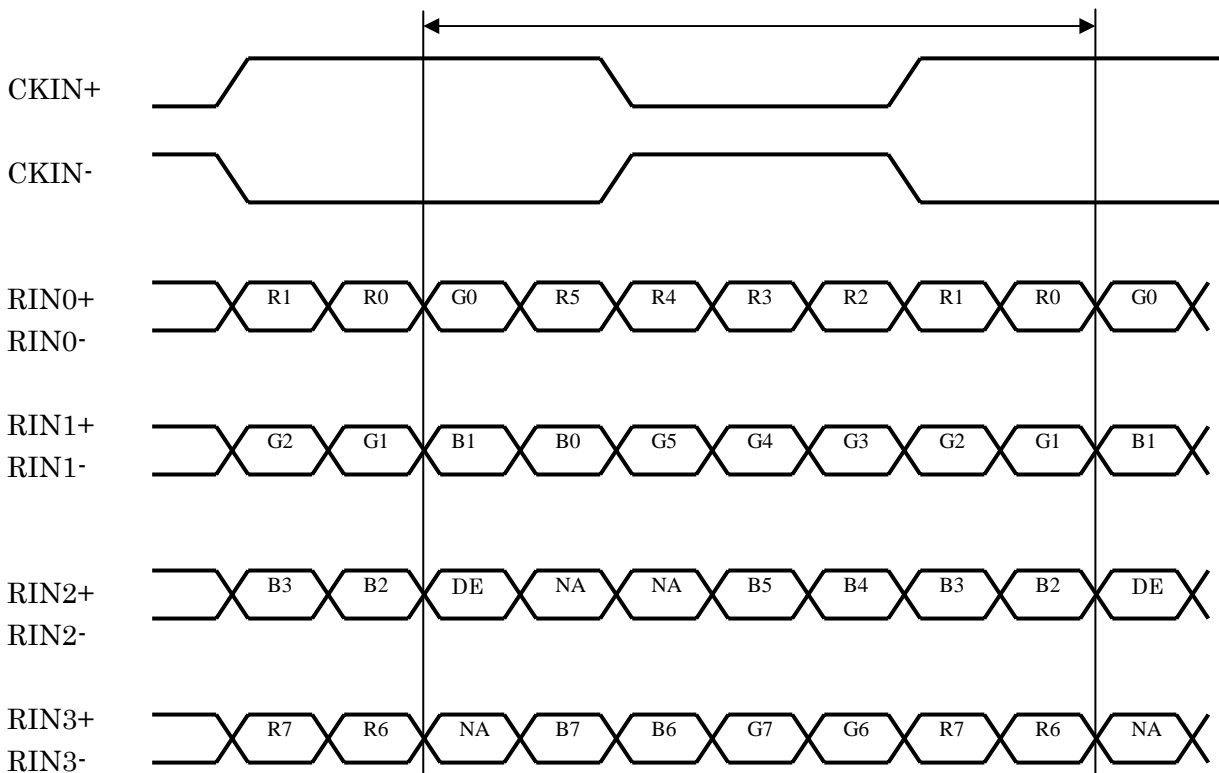 CKIN+
CKIN-
RIN0+ R1 R0 G0 R5 R4 R3 R2 R1 R0 G0
RIN0-
RIN1+
RIN1- G2 G1 B1 B0 G5 G4 G3 G2 G1 B1
RIN2+ B3 B2 DE NA NA B5 B4 B3 B2 DE
RIN2-
RIN3+ R7 R6 NA B7 B6 G7 G6 R7 R6 NA
RIN3-